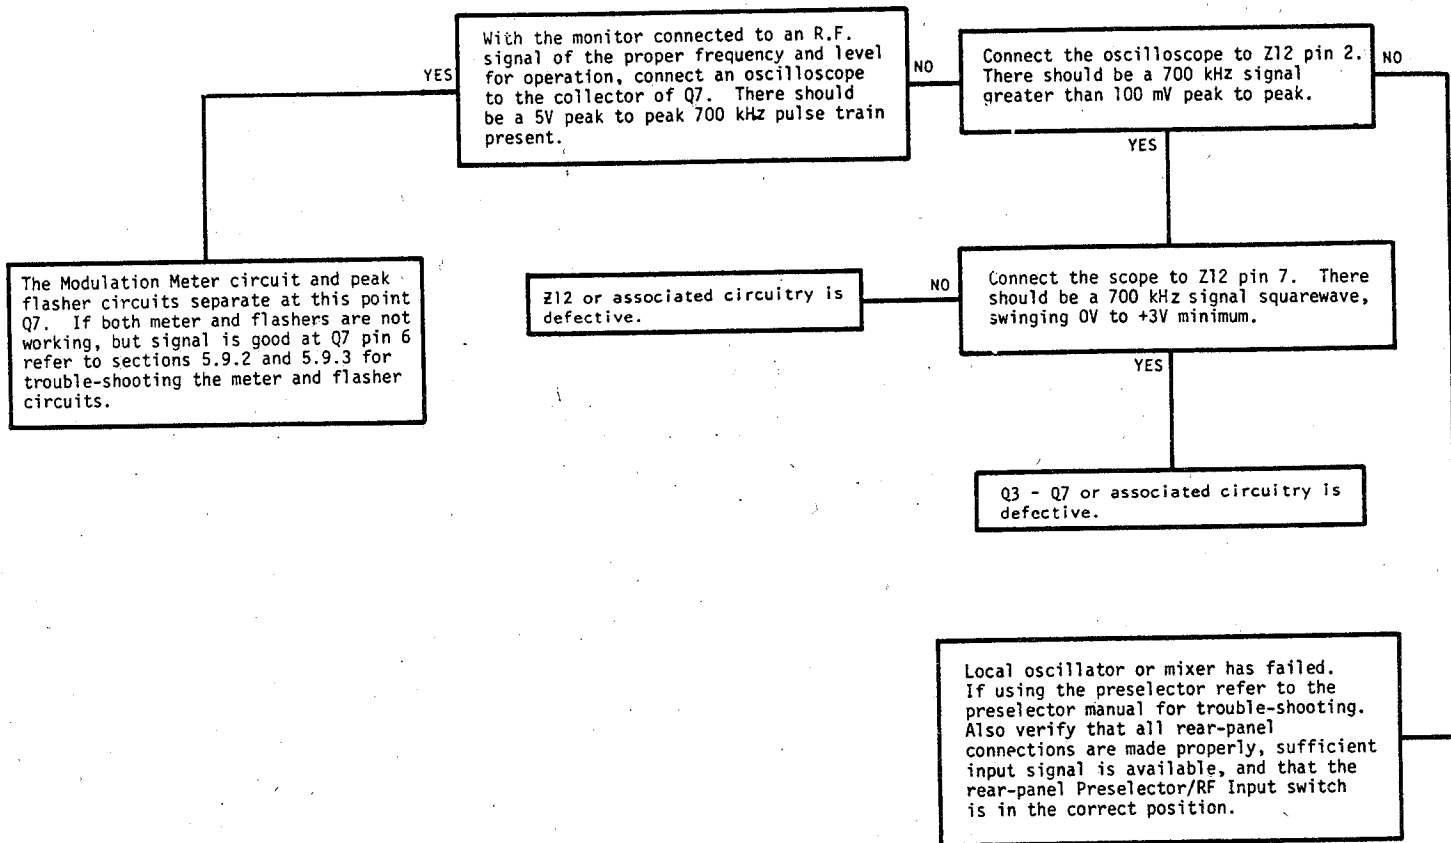 With the monitor connected to an R.F.
signal of the proper frequency and level
for operation, connect an oscilloscope
to the collector of Q7. There should
be a 5V peak to peak 700 kHz pulse train
present.
YES
NO
Connect the oscilloscope to Z12 pin 2.
There should be a 700 kHz signal
greater than 100 mV peak to peak.
NO
YES
The Modulation Meter circuit and peak
flasher circuits separate at this point
Q7. If both meter and flashers are not
working, but signal is good at Q7 pin 6
refer to sections 5.9.2 and 5.9.3 for
trouble-shooting the meter and flasher
circuits.
Z12 or associated circuitry is
defective.
NO
Connect the scope to Z12 pin 7. There
should be a 700 kHz signal squarewave,
swinging 0V to +3V minimum.
YES
Q3 - Q7 or associated circuitry is
defective.
Local oscillator or mixer has failed.
If using the preselector refer to the
preselector manual for trouble-shooting.
Also verify that all rear-panel
connections are made properly, sufficient
input signal is available, and that the
rear-panel Preselector/RF Input switch
is in the correct position.